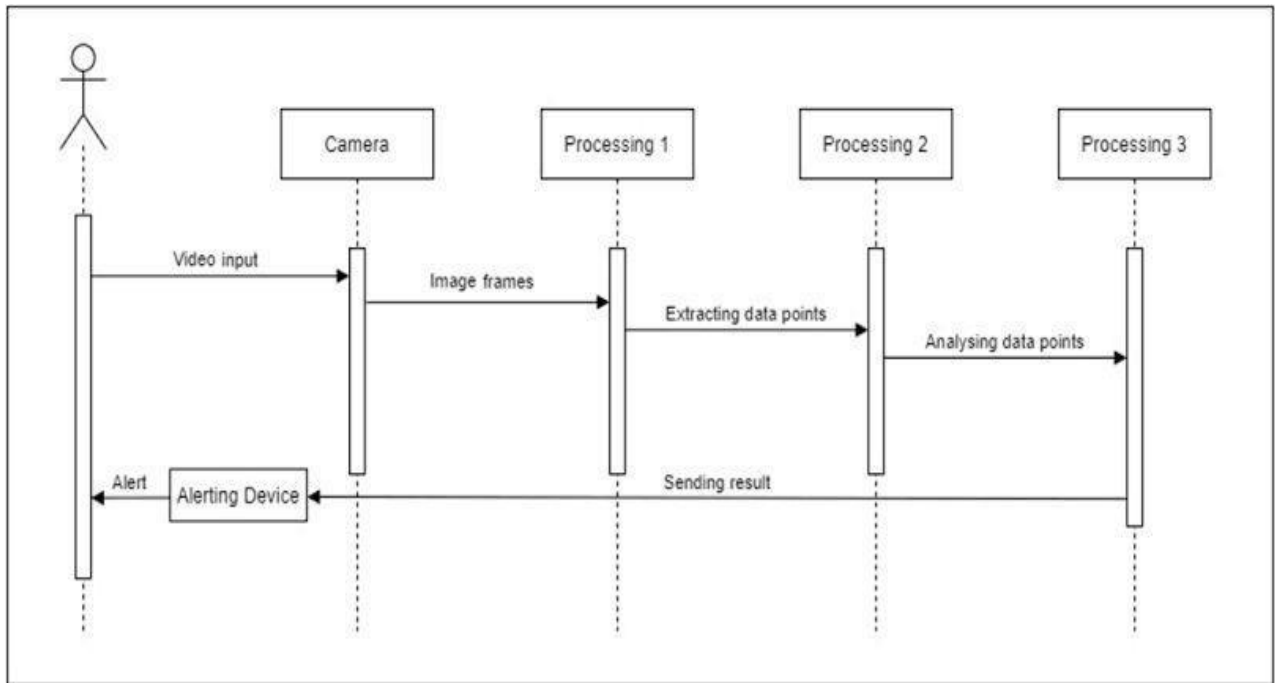 Camera
Processing 1
Processing 2
Processing 3
Video input
Image frames
Extracting data points
Analysing data points
Sending result
Alert
Alerting Device